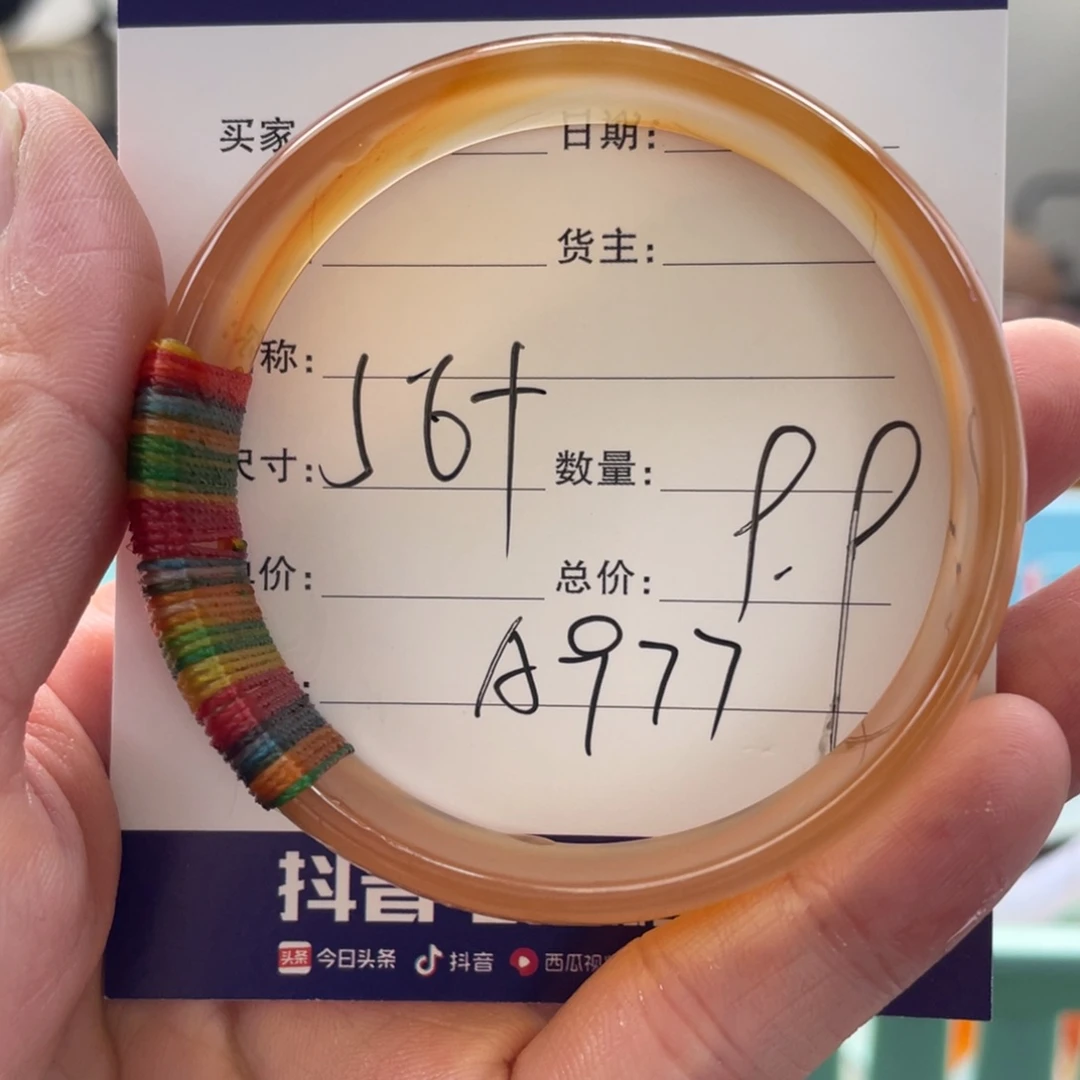 买家 日期:
货主:
称: 56+
尺寸: 数量: P.P
价: 总价:
A977
抖音
头条 今日头条 抖音 西瓜视